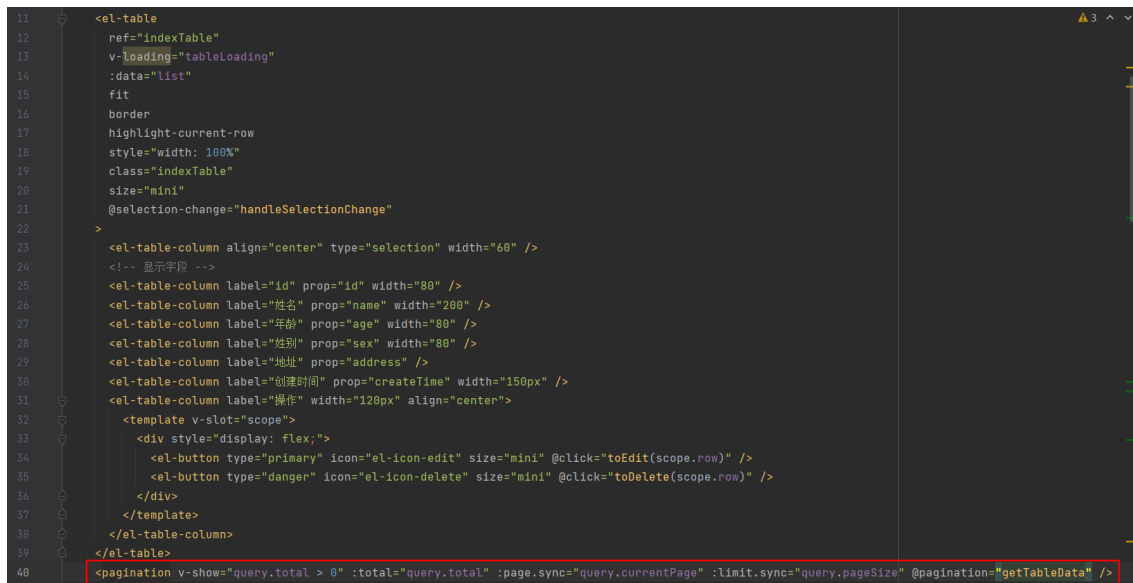 11 <el-table
12 ref="indexTable"
13 v-loading="tableLoading"
14 :data="list"
15 fit
16 border
17 highlight-current-row
18 style="width: 100%"
19 class="indexTable"
20 size="mini"
21 @selection-change="handleSelectionChange"
22 >
23 <el-table-column align="center" type="selection" width="60" />
24 <!-- 显示字段 -->
25 <el-table-column label="id" prop="id" width="80" />
26 <el-table-column label="姓名" prop="name" width="200" />
27 <el-table-column label="年龄" prop="age" width="80" />
28 <el-table-column label="姓别" prop="sex" width="80" />
29 <el-table-column label="地址" prop="address" />
30 <el-table-column label="创建时间" prop="createTime" width="150px" />
31 <el-table-column label="操作" width="120px" align="center">
32 <template v-slot="scope">
33 <div style="display: flex;">
34 <el-button type="primary" icon="el-icon-edit" size="mini" @click="toEdit(scope.row)" />
35 <el-button type="danger" icon="el-icon-delete" size="mini" @click="toDelete(scope.row)" />
36 </div>
37 </template>
38 </el-table-column>
39 </el-table>
40 <pagination v-show="query.total > 0" :total="query.total" :page.sync="query.currentPage" :limit.sync="query.pageSize" @pagination="getTableData" />
3